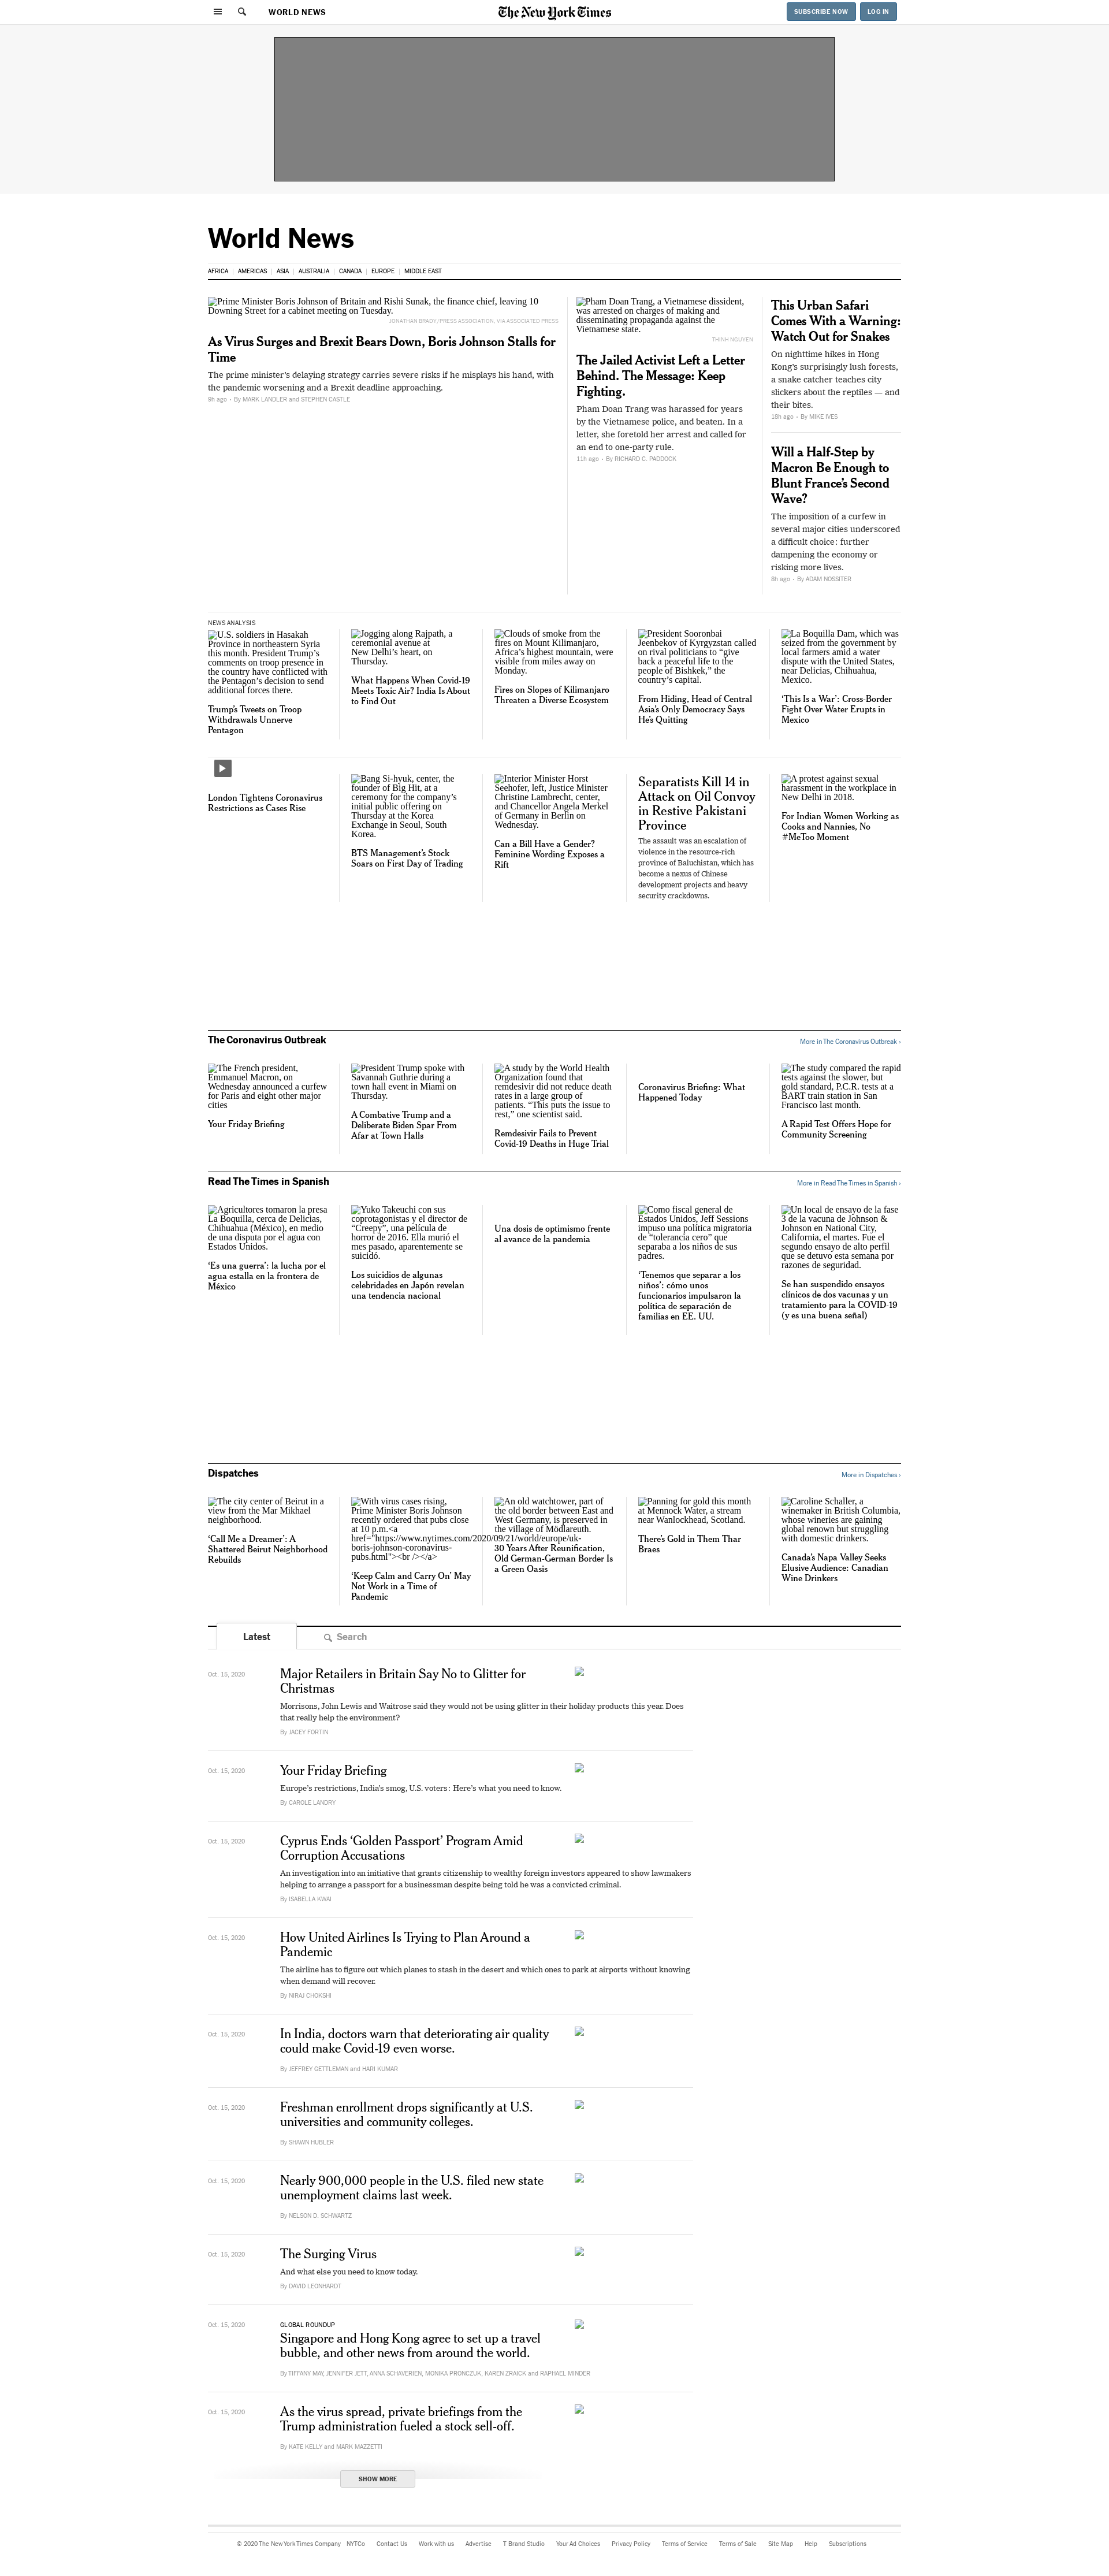 WORLD NEWS
The New York Times
SUBSCRIBE NOW
LOG IN
World News
AFRICA
AMERICAS
ASIA
AUSTRALIA
CANADA
EUROPE
MIDDLE EAST
Prime Minister Boris Johnson of Britain and Rishi Sunak, the finance chief, leaving 10
Downing Street for a cabinet meeting on Tuesday.
JONATHAN BRADY/PRESS ASSOCIATION, VIA ASSOCIATED PRESS
As Virus Surges and Brexit Bears Down, Boris Johnson Stalls for
Time
The prime minister's delaying strategy carries severe risks if he misplays his hand, with
the pandemic worsening and a Brexit deadline approaching.
9h ago - By MARK LANDLER and STEPHEN CASTLE
Pham Doan Trang, a Vietnamese dissident,
was arrested on charges of making and
disseminating propaganda against the
Vietnamese state.
THINH NGUYEN
The Jailed Activist Left a Letter
Behind. The Message: Keep
Fighting.
Pham Doan Trang was harassed for years
by the Vietnamese police, and beaten. In a
letter, she foretold her arrest and called for
an end to one-party rule.
11h ago - By RICHARD C. PADDOCK
This Urban Safari
Comes With a Warning:
Watch Out for Snakes
On nighttime hikes in Hong
Kong's surprisingly lush forests,
a snake catcher teaches city
slickers about the reptiles — and
their bites.
18h ago - By MIKE IVES
Will a Half-Step by
Macron Be Enough to
Blunt France's Second
Wave?
The imposition of a curfew in
several major cities underscored
a difficult choice: further
dampening the economy or
risking more lives.
8h ago - By ADAM NOSSITER
NEWS ANALYSIS
U.S. soldiers in Hasakah
Province in northeastern Syria
this month. President Trump's
comments on troop presence in
the country have conflicted with
the Pentagon's decision to send
additional forces there.
Trump's Tweets on Troop
Withdrawals Unnerve
Pentagon
Jogging along Rajpath, a
ceremonial avenue at
New Delhi's heart, on
Thursday.
What Happens When Covid-19
Meets Toxic Air? India Is About
to Find Out
Clouds of smoke from the
fires on Mount Kilimanjaro,
Africa's highest mountain, were
visible from miles away on
Monday.
Fires on Slopes of Kilimanjaro
Threaten a Diverse Ecosystem
President Sooronbai
Jeenbekov of Kyrgyzstan called
on rival politicians to "give
back a peaceful life to the
people of Bishkek," the
country's capital.
From Hiding, Head of Central
Asia's Only Democracy Says
He's Quitting
La Boquilla Dam, which was
seized from the government by
local farmers amid a water
dispute with the United States,
near Delicias, Chihuahua,
Mexico.
'This Is a War': Cross-Border
Fight Over Water Erupts in
Mexico
London Tightens Coronavirus
Restrictions as Cases Rise
Bang Si-hyuk, center, the
founder of Big Hit, at a
ceremony for the company's
initial public offering on
Thursday at the Korea
Exchange in Seoul, South
Korea.
BTS Management's Stock
Soars on First Day of Trading
Interior Minister Horst
Seehofer, left, Justice Minister
Christine Lambrecht, center,
and Chancellor Angela Merkel
of Germany in Berlin on
Wednesday.
Can a Bill Have a Gender?
Feminine Wording Exposes a
Rift
Separatists Kill 14 in
Attack on Oil Convoy
in Restive Pakistani
Province
The assault was an escalation of
violence in the resource-rich
province of Baluchistan, which has
become a nexus of Chinese
development projects and heavy
security crackdowns.
A protest against sexual
harassment in the workplace in
New Delhi in 2018.
For Indian Women Working as
Cooks and Nannies, No
#MeToo Moment
The Coronavirus Outbreak
More in The Coronavirus Outbreak ›
The French president,
Emmanuel Macron, on
Wednesday announced a curfew
for Paris and eight other major
cities
Your Friday Briefing
President Trump spoke with
Savannah Guthrie during a
town hall event in Miami on
Thursday.
A Combative Trump and a
Deliberate Biden Spar From
Afar at Town Halls
A study by the World Health
Organization found that
remdesivir did not reduce death
rates in a large group of
patients. "This puts the issue to
rest," one scientist said.
Remdesivir Fails to Prevent
Covid-19 Deaths in Huge Trial
Coronavirus Briefing: What
Happened Today
The study compared the rapid
tests against the slower, but
gold standard, P.C.R. tests at a
BART train station in San
Francisco last month.
A Rapid Test Offers Hope for
Community Screening
Read The Times in Spanish
More in Read The Times in Spanish ›
Agricultores tomaron la presa
La Boquilla, cerca de Delicias,
Chihuahua (México), en medio
de una disputa por el agua con
Estados Unidos.
'Es una guerra': la lucha por el
agua estalla en la frontera de
México
Yuko Takeuchi con sus
coprotagonistas y el director de
"Creepy", una película de
horror de 2016. Ella murió el
mes pasado, aparentemente se
suicidó.
Los suicidios de algunas
celebridades en Japón revelan
una tendencia nacional
Una dosis de optimismo frente
al avance de la pandemia
Como fiscal general de
Estados Unidos, Jeff Sessions
impuso una política migratoria
de "tolerancia cero" que
separaba a los niños de sus
padres.
'Tenemos que separar a los
niños': cómo unos
funcionarios impulsaron la
política de separación de
familias en EE. UU.
Un local de ensayo de la fase
3 de la vacuna de Johnson &
Johnson en National City,
California, el martes. Fue el
segundo ensayo de alto perfil
que se detuvo esta semana por
razones de seguridad.
Se han suspendido ensayos
clínicos de dos vacunas y un
tratamiento para la COVID-19
(y es una buena señal)
Dispatches
More in Dispatches ›
The city center of Beirut in a
view from the Mar Mikhael
neighborhood.
'Call Me a Dreamer': A
Shattered Beirut Neighborhood
Rebuilds
With virus cases rising,
Prime Minister Boris Johnson
recently ordered that pubs close
at 10 p.m.<a
href="https://www.nytimes.com/2020/09/21/world/europe/uk-
boris-johnson-coronavirus-
pubs.html"><br /></a>
'Keep Calm and Carry On' May
Not Work in a Time of
Pandemic
An old watchtower, part of
the old border between East and
West Germany, is preserved in
the village of Mödlareuth.
30 Years After Reunification,
Old German-German Border Is
a Green Oasis
Panning for gold this month
at Mennock Water, a stream
near Wanlockhead, Scotland.
There's Gold in Them Thar
Braes
Caroline Schaller, a
winemaker in British Columbia,
whose wineries are gaining
global renown but struggling
with domestic drinkers.
Canada's Napa Valley Seeks
Elusive Audience: Canadian
Wine Drinkers
Latest
Search
Oct. 15, 2020
Major Retailers in Britain Say No to Glitter for
Christmas
Morrisons, John Lewis and Waitrose said they would not be using glitter in their holiday products this year. Does
that really help the environment?
By JACEY FORTIN
Oct. 15, 2020
Your Friday Briefing
Europe's restrictions, India's smog, U.S. voters: Here's what you need to know.
By CAROLE LANDRY
Oct. 15, 2020
Cyprus Ends 'Golden Passport' Program Amid
Corruption Accusations
An investigation into an initiative that grants citizenship to wealthy foreign investors appeared to show lawmakers
helping to arrange a passport for a businessman despite being told he was a convicted criminal.
By ISABELLA KWAI
Oct. 15, 2020
How United Airlines Is Trying to Plan Around a
Pandemic
The airline has to figure out which planes to stash in the desert and which ones to park at airports without knowing
when demand will recover.
By NIRAJ CHOKSHI
Oct. 15, 2020
In India, doctors warn that deteriorating air quality
could make Covid-19 even worse.
By JEFFREY GETTLEMAN and HARI KUMAR
Oct. 15, 2020
Freshman enrollment drops significantly at U.S.
universities and community colleges.
By SHAWN HUBLER
Oct. 15, 2020
Nearly 900,000 people in the U.S. filed new state
unemployment claims last week.
By NELSON D. SCHWARTZ
Oct. 15, 2020
The Surging Virus
And what else you need to know today.
By DAVID LEONHARDT
Oct. 15, 2020
GLOBAL ROUNDUP
Singapore and Hong Kong agree to set up a travel
bubble, and other news from around the world.
By TIFFANY MAY, JENNIFER JETT, ANNA SCHAVERIEN, MONIKA PRONCZUK, KAREN ZRAICK and RAPHAEL MINDER
Oct. 15, 2020
As the virus spread, private briefings from the
Trump administration fueled a stock sell-off.
By KATE KELLY and MARK MAZZETTI
SHOW MORE
© 2020 The New York Times Company
NYTCo
Contact Us
Work with us
Advertise
T Brand Studio
Your Ad Choices
Privacy Policy
Terms of Service
Terms of Sale
Site Map
Help
Subscriptions